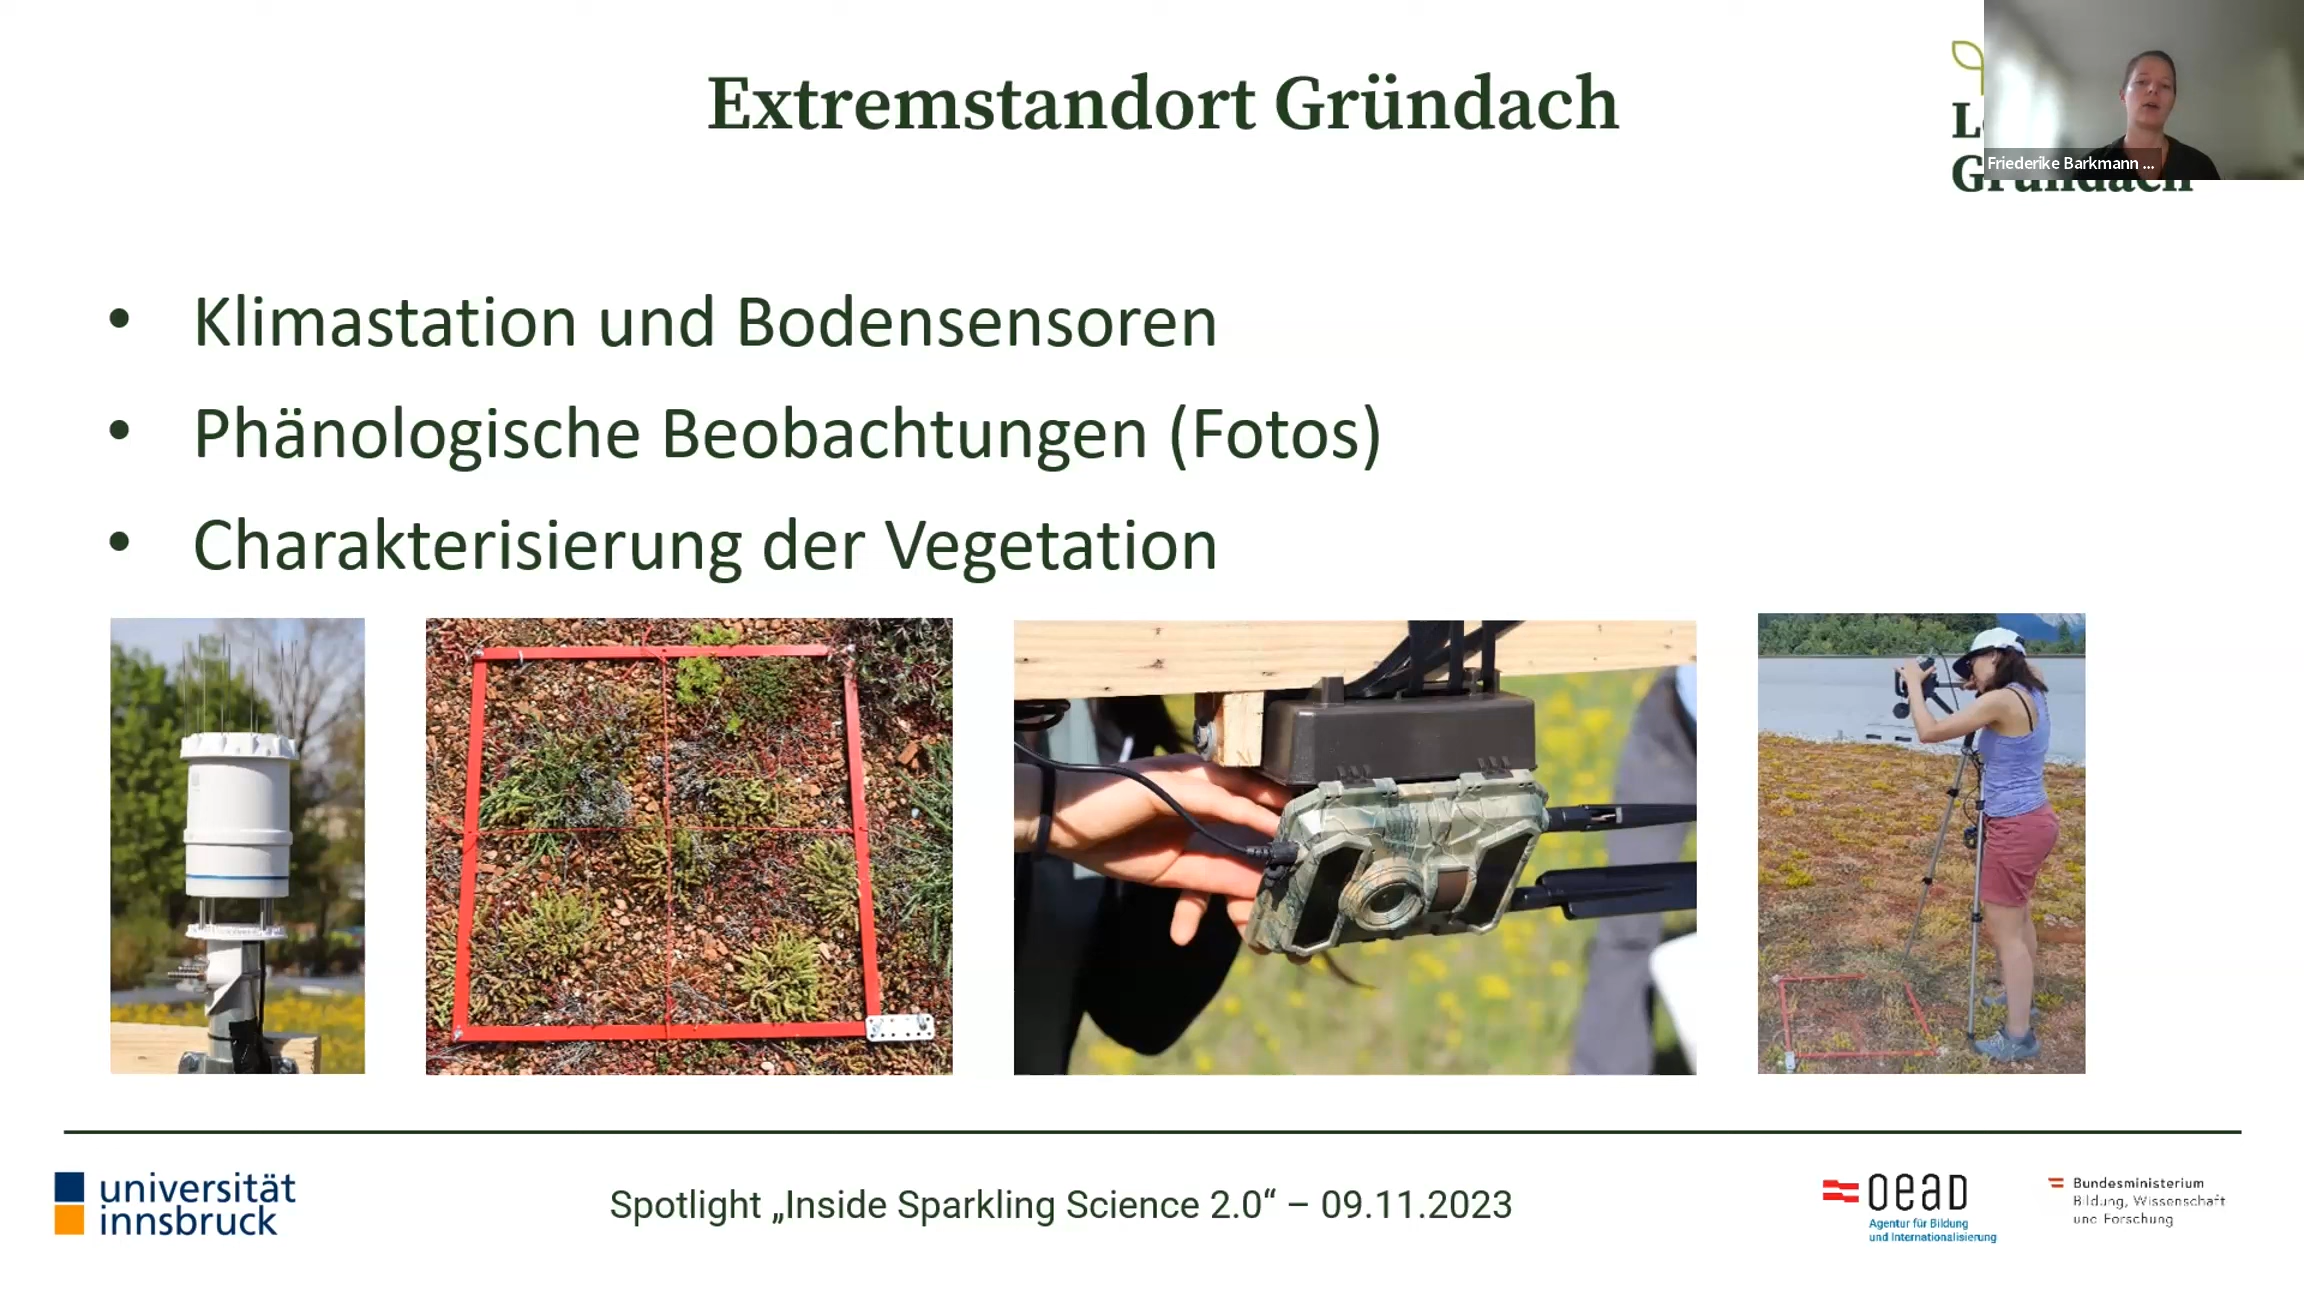 Extremstandort Gründach
Friederike Barkmann ...
Gründach
• Klimastation und Bodensensoren
• Phänologische Beobachtungen (Fotos)
• Charakterisierung der Vegetation
universität
innsbruck
Spotlight „Inside Sparkling Science 2.0“ – 09.11.2023
OeAD
Agentur für Bildung
und Internationalisierung
Bundesministerium
Bildung, Wissenschaft
und Forschung